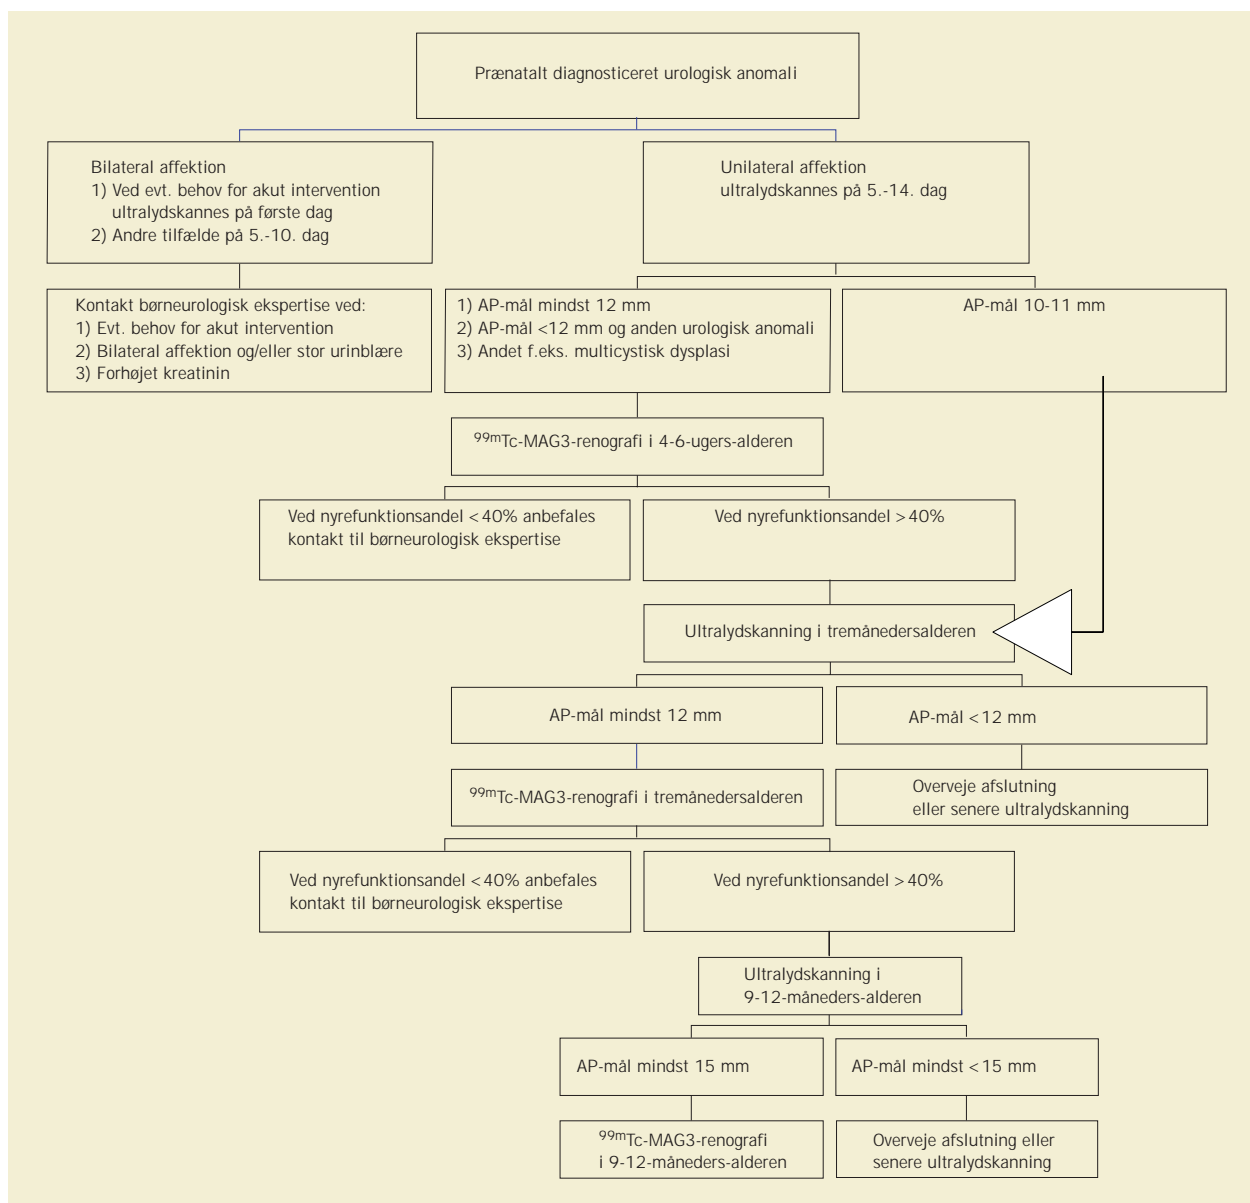 Prænatalt diagnosticeret urologisk anomali
Bilateral affektion
1) Ved evt. behov for akut intervention
ultralydskannes på første dag
2) Andre tilfælde på 5.-10. dag
Unilateral affektion
ultralydskannes på 5.-14. dag
Kontakt børneurologisk ekspertise ved:
1) Evt. behov for akut intervention
2) Bilateral affektion og/eller stor urinblære
3) Forhøjet kreatinin
1) AP-mål mindst 12 mm
2) AP-mål <12 mm og anden urologisk anomali
3) Andet f.eks. multicystisk dysplasi
AP-mål 10-11 mm
99mTc-MAG3-renografi i 4-6-ugers-alderen
Ved nyrefunktionsandel <40% anbefales
kontakt til børneurologisk ekspertise
Ved nyrefunktionsandel >40%
Ultralydskanning i tremånedersalderen
AP-mål mindst 12 mm
AP-mål <12 mm
99mTc-MAG3-renografi i tremånedersalderen
Overveje afslutning
eller senere ultralydskanning
Ved nyrefunktionsandel <40% anbefales
kontakt til børneurologisk ekspertise
Ved nyrefunktionsandel >40%
Ultralydskanning i
9-12-måneders-alderen
AP-mål mindst 15 mm
AP-mål mindst <15 mm
99mTc-MAG3-renografi
i 9-12-måneders-alderen
Overveje afslutning eller
senere ultralydskanning